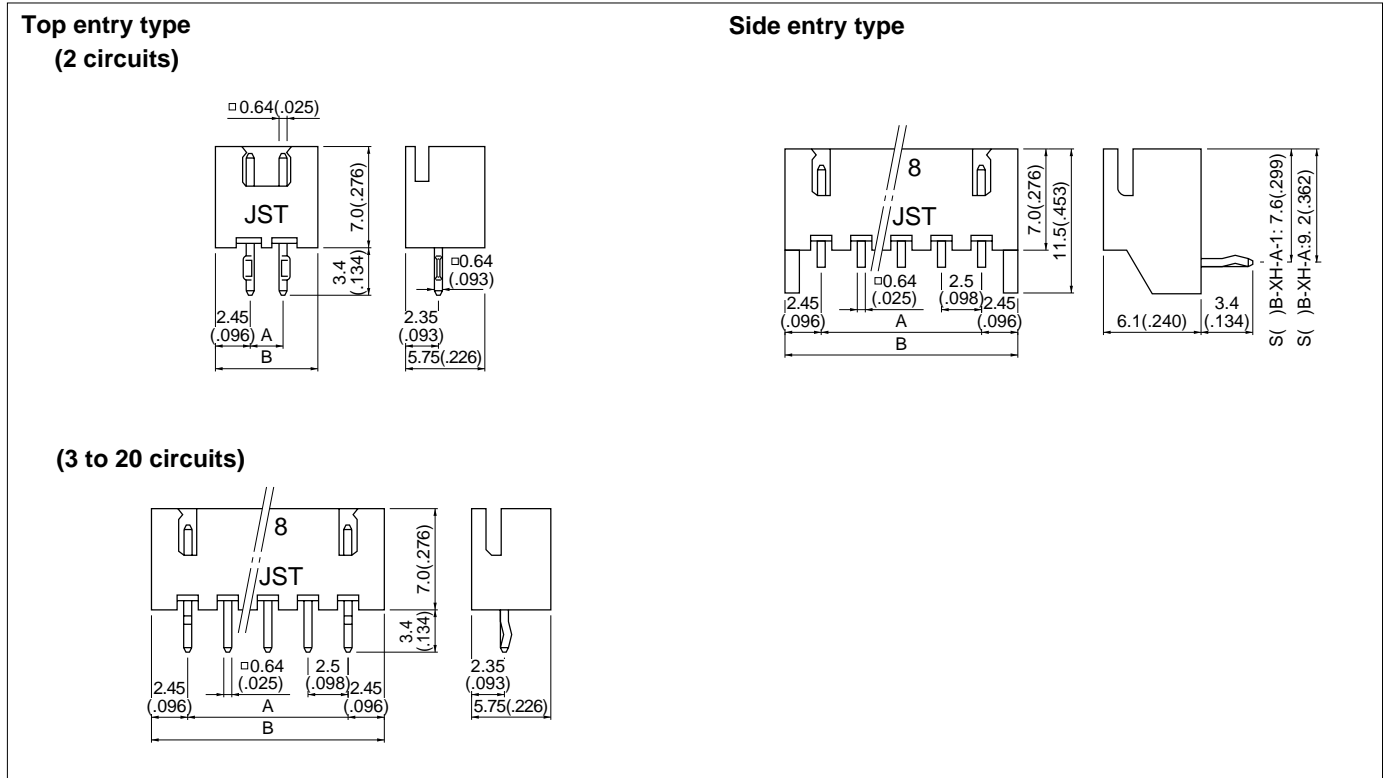 Top entry type
(2 circuits)
□0.64(.025)
JST
7.0(.276)
3.4
(.134)
2.45
(.096)
A
B
□0.64
(.093)
2.35
(.093)
5.75(.226)
Side entry type
8
JST
7.0(.276)
11.5(.453)
□0.64
(.025)
2.5
(.098)
2.45
(.096)
2.45
(.096)
A
B
6.1(.240)
3.4
(.134)
S( )B-XH-A-1: 7.6(.299)
S( )B-XH-A:9. 2(.362)
(3 to 20 circuits)
8
JST
7.0(.276)
3.4
(.134)
□0.64
(.025)
2.5
(.098)
2.45
(.096)
2.45
(.096)
A
B
2.35
(.093)
5.75(.226)